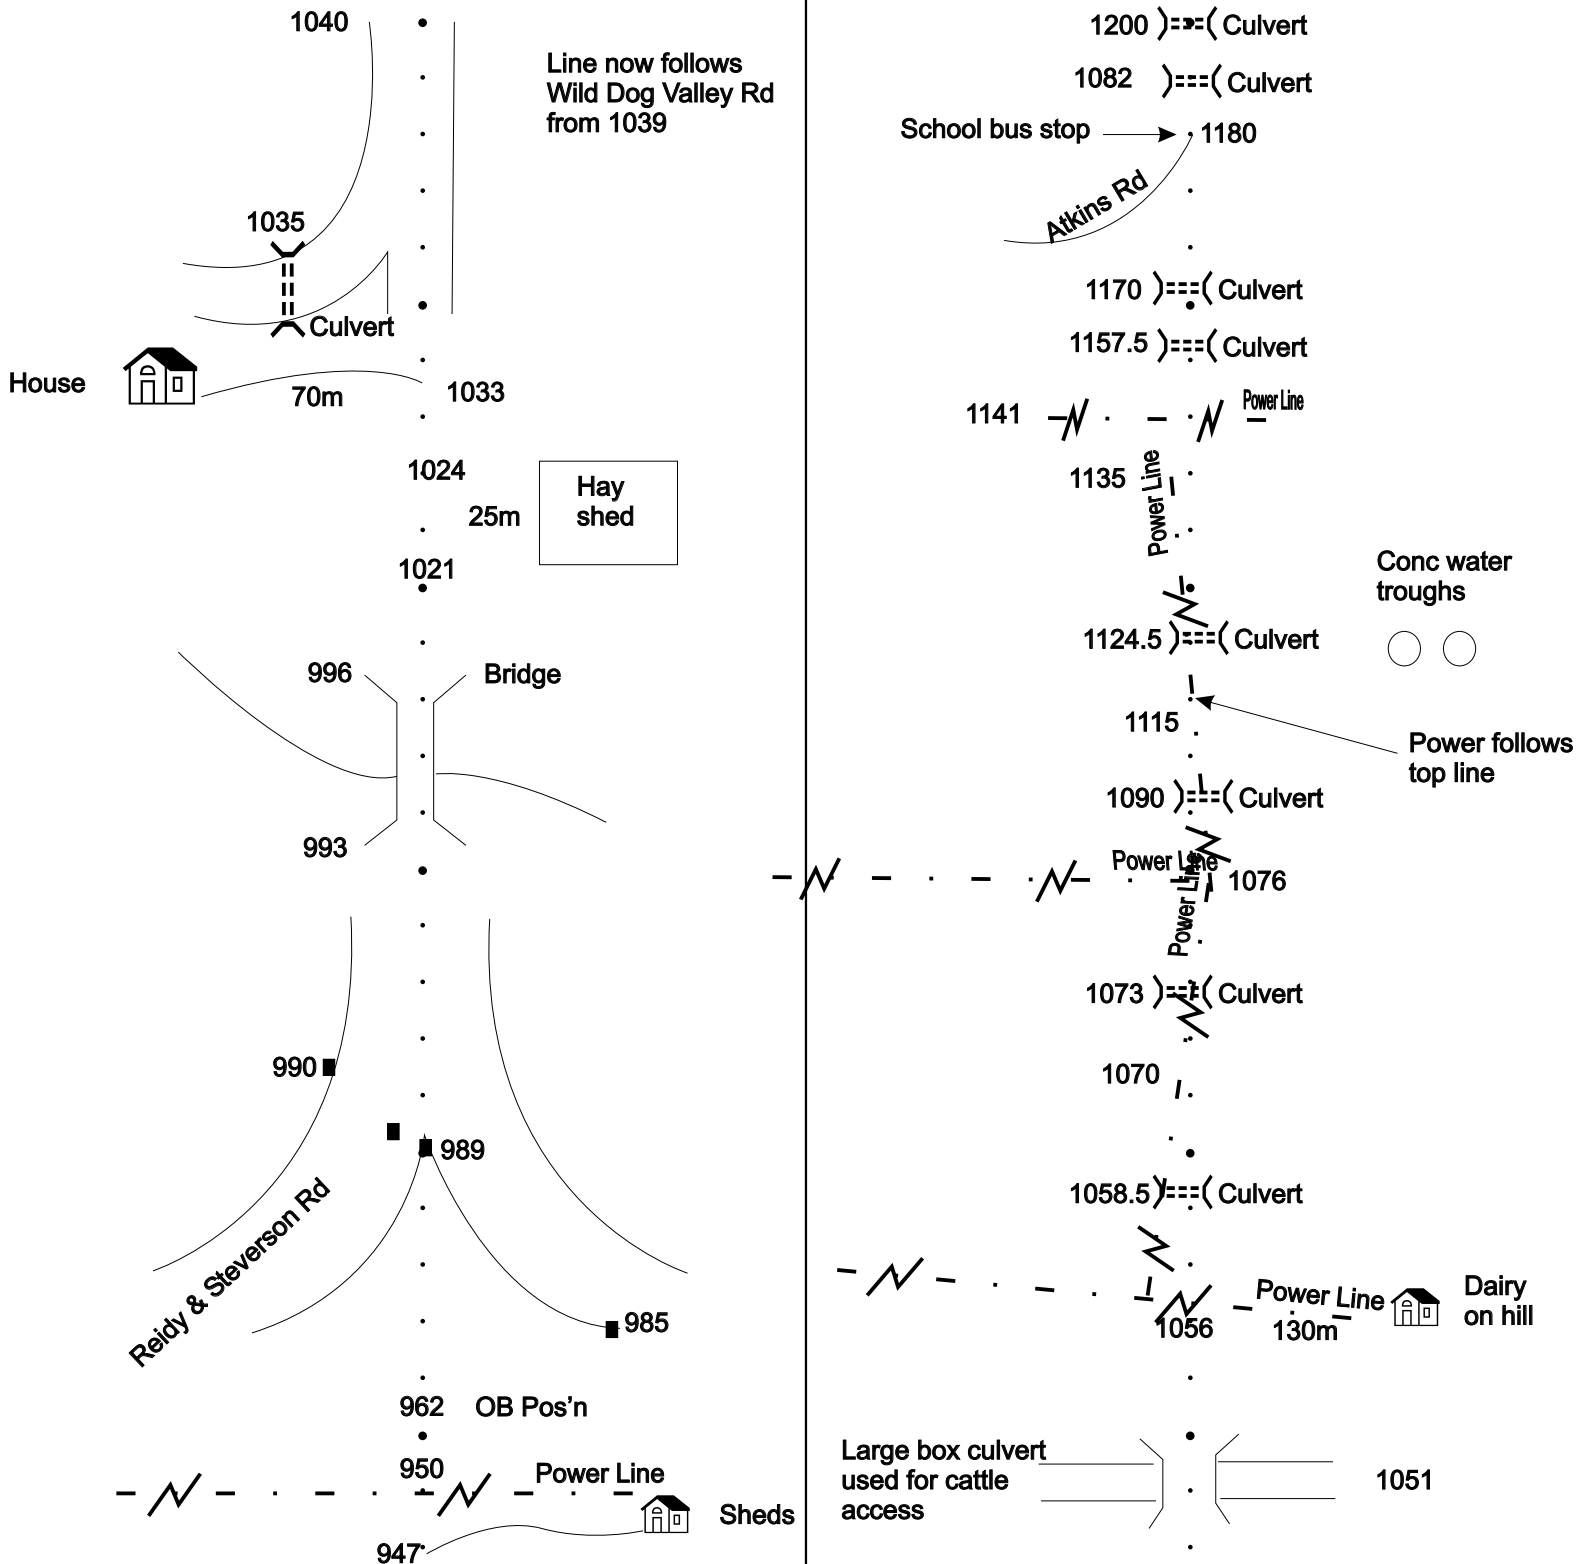 1040
Line now follows
Wild Dog Valley Rd
from 1039
1035
Culvert
House
70m
1033
1024
Hay
shed
25m
1021
996
Bridge
993
990
989
Reidy & Steverson Rd
985
962 OB Pos'n
950
Power Line
Sheds
947
1200 Culvert
1082 Culvert
School bus stop
1180
Atkins Rd
1170 Culvert
1157.5 Culvert
Power Line
1141
1135
Power Line
Conc water
troughs
1124.5 Culvert
1115
Power follows
top line
1090 Culvert
Power Line
1076
Power Line
1073 Culvert
1070
1058.5 Culvert
Power Line
Dairy
on hill
1056
130m
Large box culvert
used for cattle
access
1051